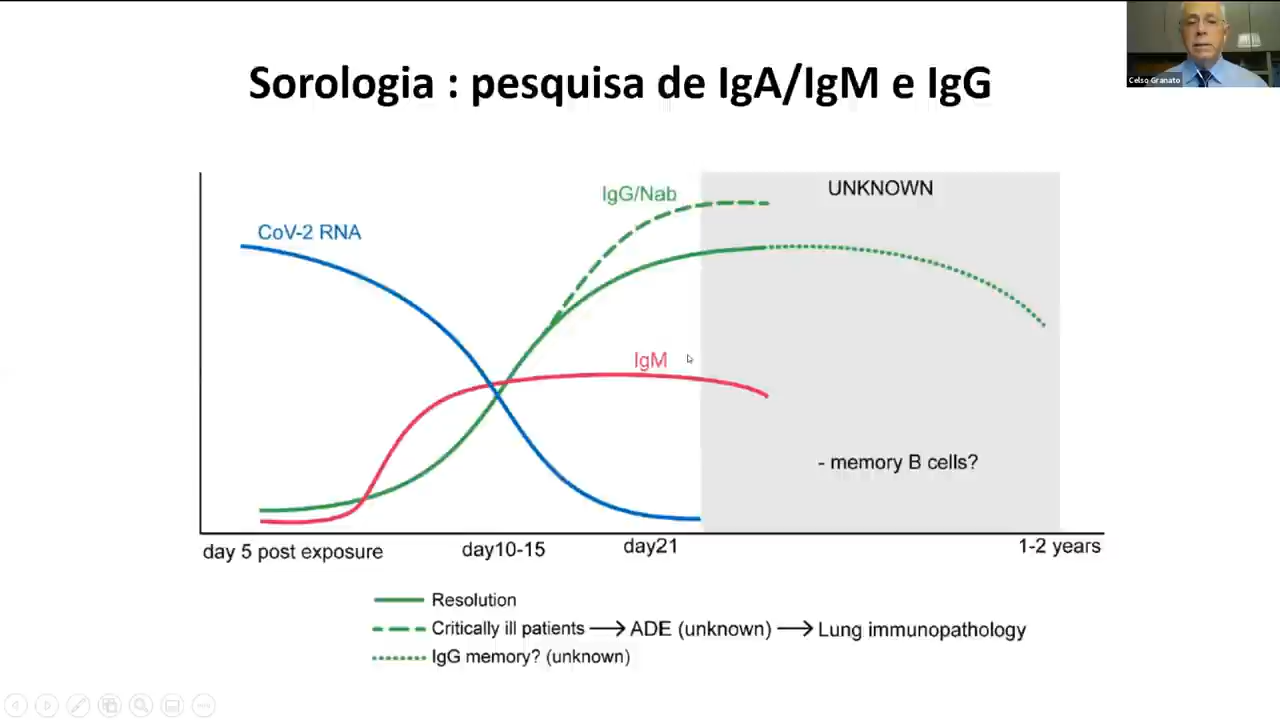 Sorologia : pesquisa de IgA/IgM e IgG
Celso Granato
IgG/Nab
UNKNOWN
CoV-2 RNA
IgM
- memory B cells?
day 5 post exposure
day10-15
day21
1-2 years
Resolution
Critically ill patients → ADE (unknown) → Lung immunopathology
IgG memory? (unknown)